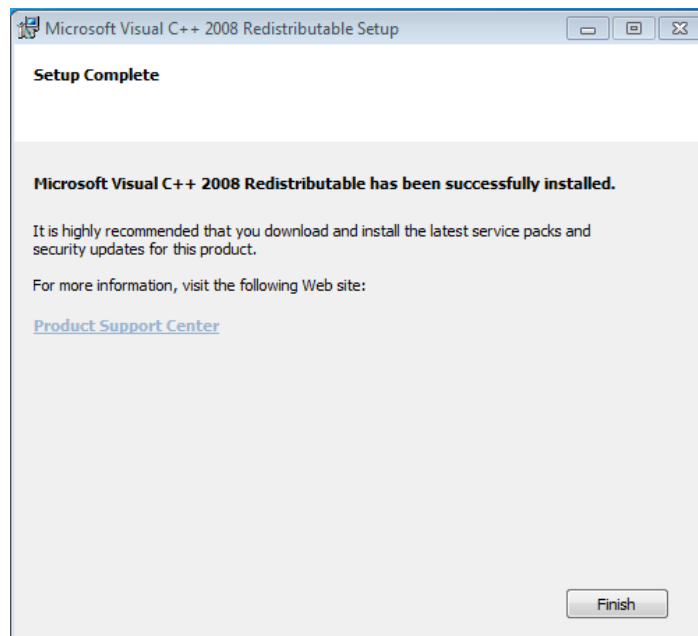 Microsoft Visual C++ 2008 Redistributable Setup
Setup Complete
Microsoft Visual C++ 2008 Redistributable has been successfully installed.
It is highly recommended that you download and install the latest service packs and
security updates for this product.
For more information, visit the following Web site:
Product Support Center
Finish